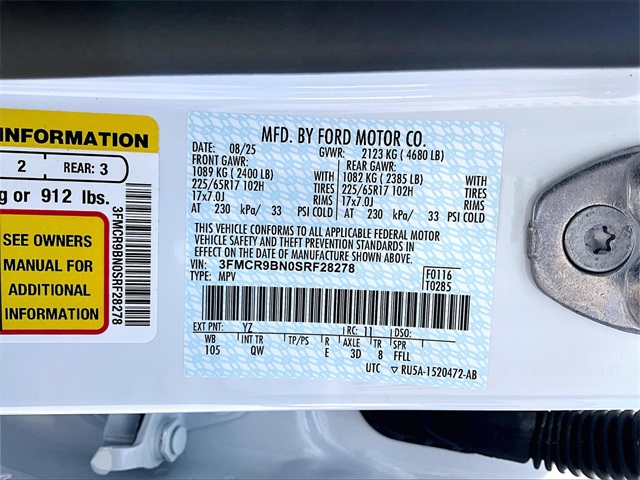 INFORMATION
2 REAR: 3
g or 912 lbs.
SEE OWNERS
MANUAL FOR
ADDITIONAL
INFORMATION
3FMCR9BN0SRF28278
MFD. BY FORD MOTOR CO.
DATE: 08/25 GVWR: 2123 KG ( 4680 LB)
FRONT GAWR: REAR GAWR:
1089 KG ( 2400 LB) WITH 1082 KG ( 2385 LB) WITH
225/65R17 102H TIRES 225/65R17 102H TIRES
17x7.0J RIMS 17x7.0J RIMS
AT 230 kPa/ 33 PSI COLD AT 230 kPa/ 33 PSI COLD
THIS VEHICLE CONFORMS TO ALL APPLICABLE FEDERAL MOTOR
VEHICLE SAFETY AND THEFT PREVENTION STANDARDS IN
EFFECT ON THE DATE OF MANUFACTURE SHOWN ABOVE.
VIN: 3FMCR9BN0SRF28278 F0116
TYPE: MPV T0285
EXT PNT: YZ RC: 11 DSO:
WB INT TR TP/PS R AXLE TR SPR
105 QW E 3D 8 FFLL
UTC ▽ RU5A-1520472-AB